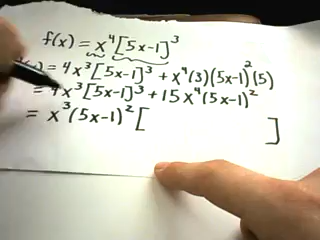 f(x) = x⁴[5x-1]³
(x) = 4x³[5x-1]³ + x⁴(3)(5x-1)²(5)
= 4x³[5x-1]³ + 15x⁴(5x-1)²
= x³(5x-1)²[ ]